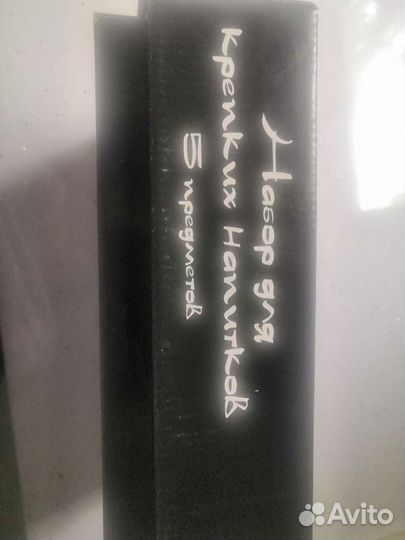 Набор для
крепких напитков
5 предметов
Avito